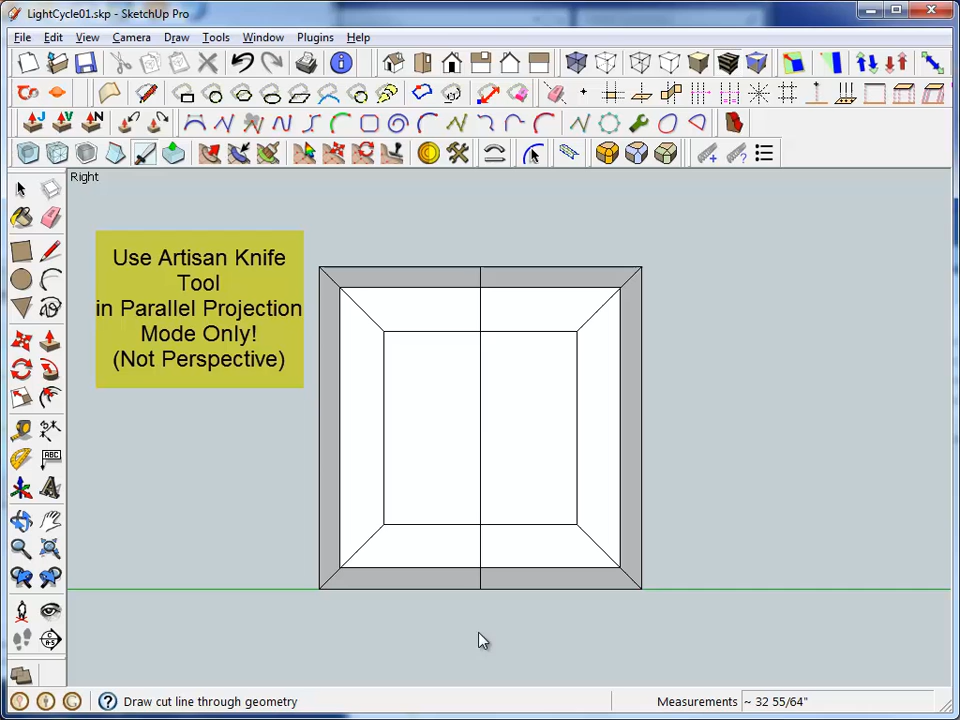 LightCycle01.skp - SketchUp Pro
File Edit View Camera Draw Tools Window Plugins Help
Right
Use Artisan Knife
Tool
in Parallel Projection
Mode Only!
(Not Perspective)
Draw cut line through geometry
Measurements ~ 32 55/64"